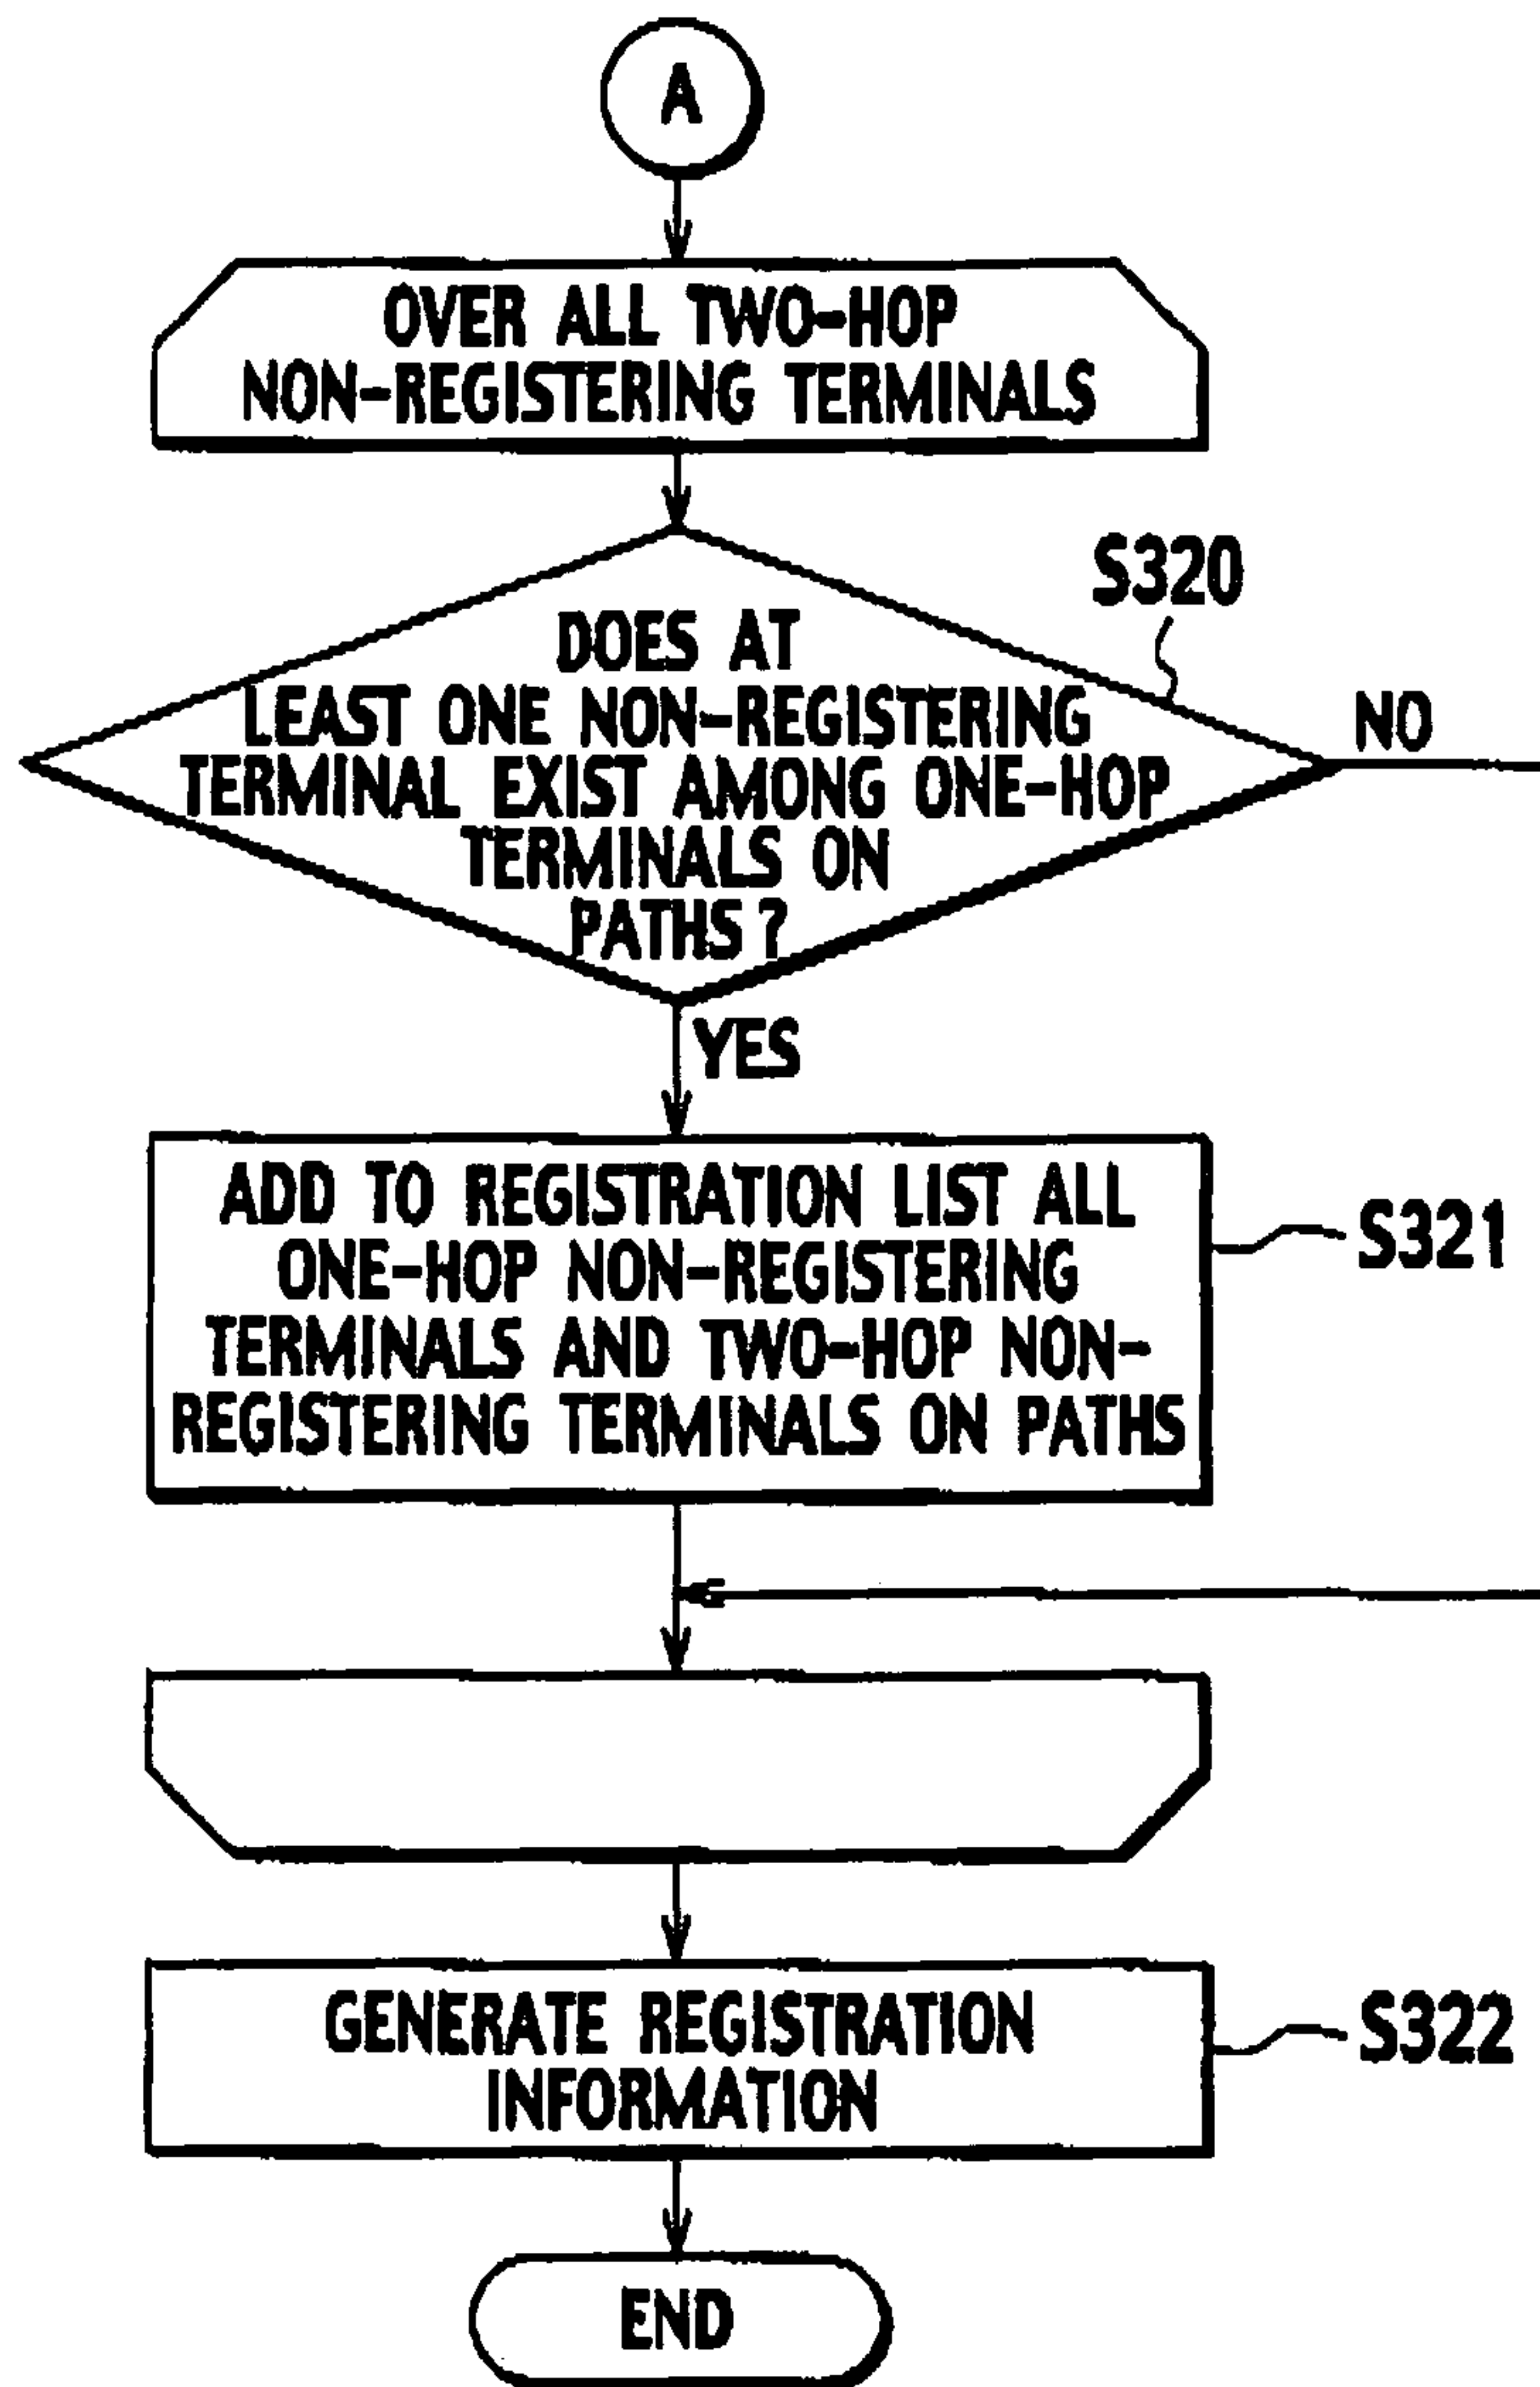 A
OVER ALL TWO-HOP
NON-REGISTERING TERMINALS
S320
DOES AT
LEAST ONE NON-REGISTERING
TERMINAL EXIST AMONG ONE-HOP
TERMINALS ON
PATHS?
NO
YES
ADD TO REGISTRATION LIST ALL
ONE-HOP NON-REGISTERING
TERMINALS AND TWO-HOP NON-
REGISTERING TERMINALS ON PATHS
S321
GENERATE REGISTRATION
INFORMATION
S322
END